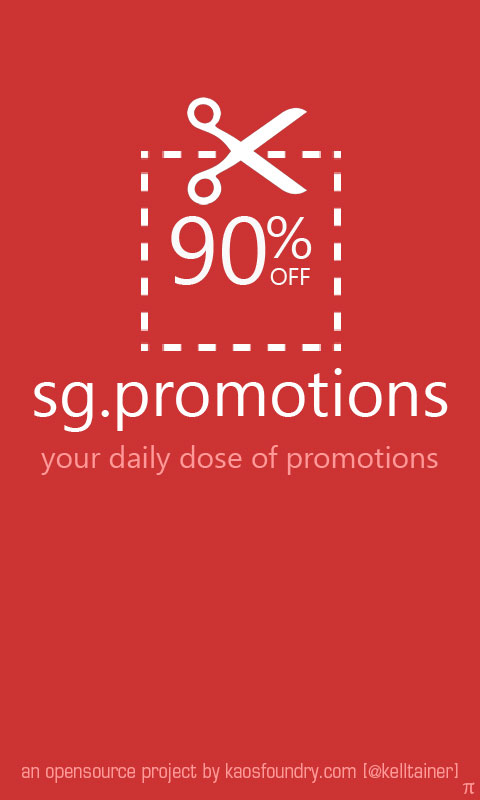 90%
OFF
sg.promotions
your daily dose of promotions
an opensource project by kaosfoundry.com [@kelltainer]
π